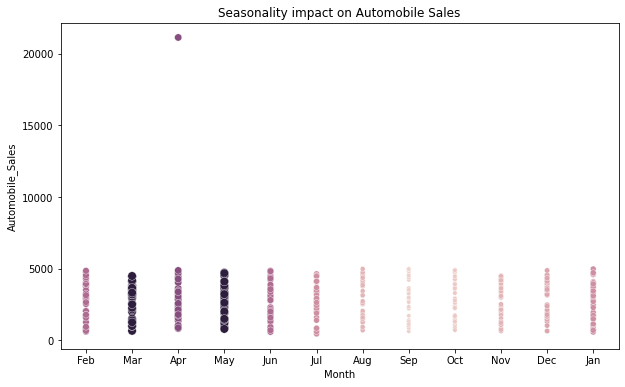 Seasonality impact on Automobile Sales
20000
15000
10000
5000
0
Automobile_Sales
Feb Mar Apr May Jun Jul Aug Sep Oct Nov Dec Jan
Month